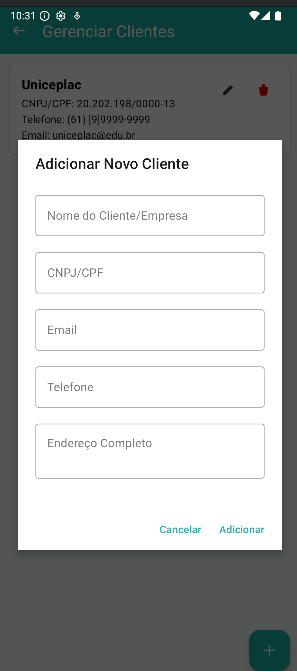 10:31
Gerenciar Clientes
Uniceplac
CNPJ/CPF: 20.202.198/0000-13
Telefone: (61) [9]9999-9999
Email: uniceplac@edu.br
Adicionar Novo Cliente
Nome do Cliente/Empresa
CNPJ/CPF
Email
Telefone
Endereço Completo
Cancelar Adicionar